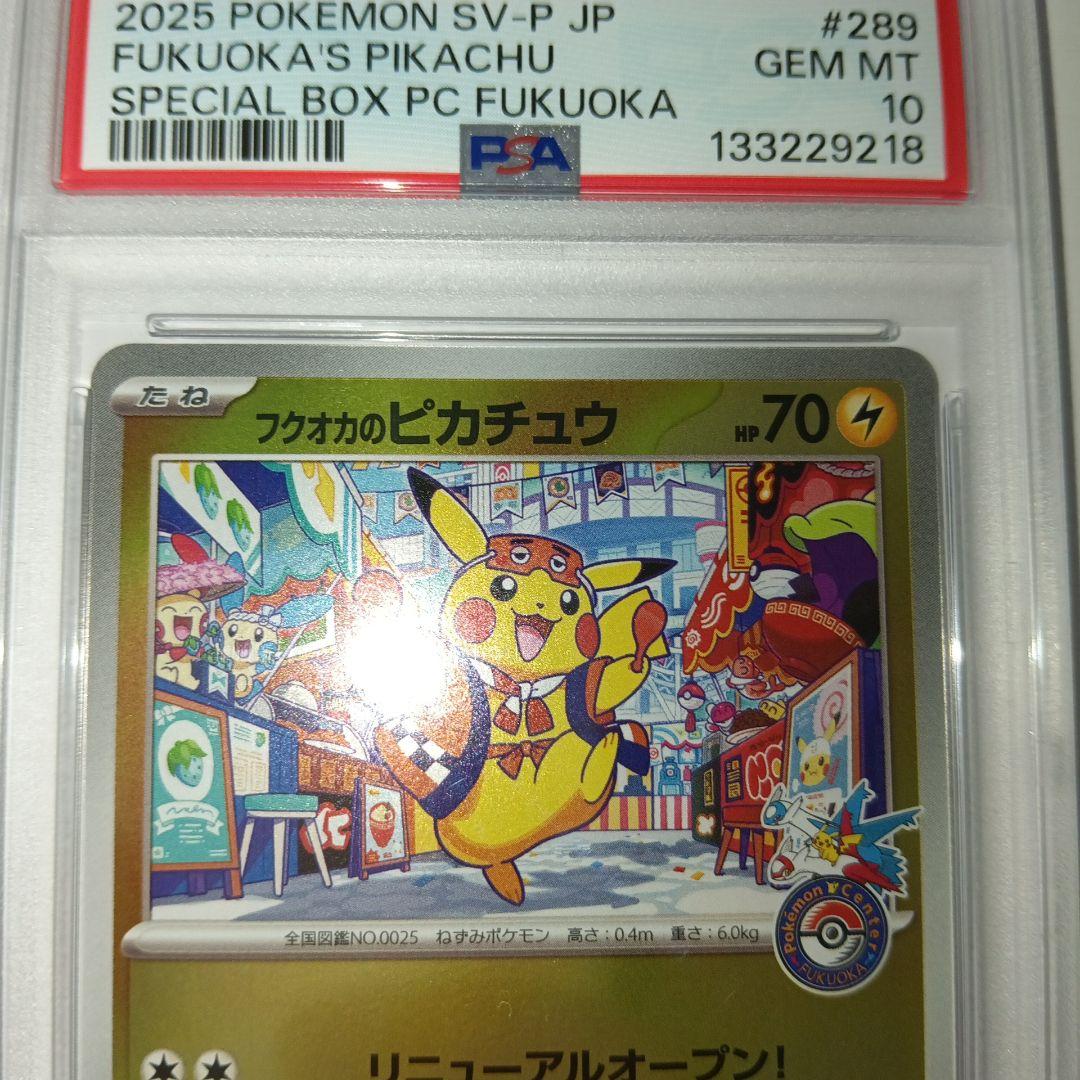 2025 POKEMON SV-P JP #289
FUKUOKA'S PIKACHU GEM MT
SPECIAL BOX PC FUKUOKA 10
PSA 133229218
たね
フクオカのピカチュウ HP70
全国図鑑NO.0025 ねずみポケモン 高さ:0.4m 重さ:6.0kg
Pokémon Center
FUKUOKA
リニューアルオープン!